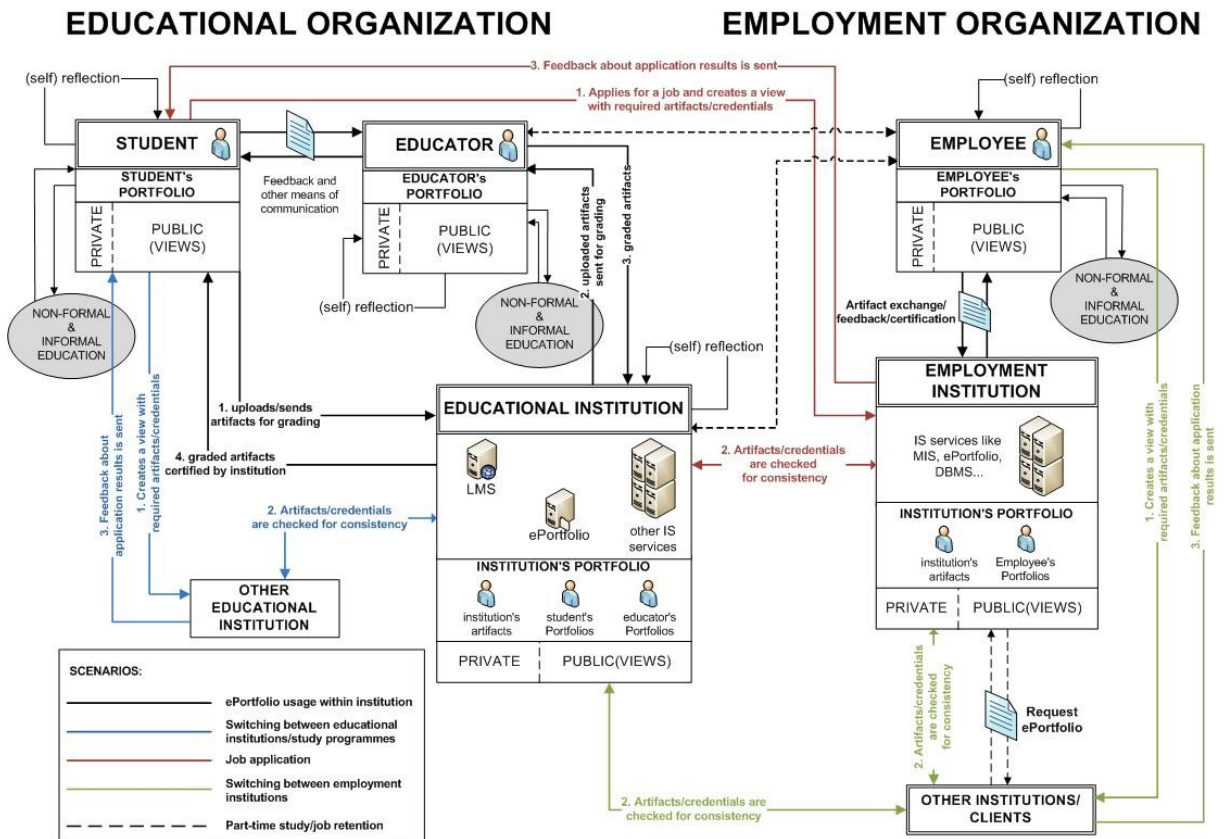 EDUCATIONAL ORGANIZATION
EMPLOYMENT ORGANIZATION
3. Feedback about application results is sent
(self) reflection
(self) reflection
1. Applies for a job and creates a view
with required artifacts/credentials
STUDENT
EDUCATOR
EMPLOYEE
STUDENT's
PORTFOLIO
Feedback and
other means of
communication
EDUCATOR's
PORTFOLIO
EMPLOYEE's
PORTFOLIO
PRIVATE
PUBLIC
(VIEWS)
PRIVATE
PUBLIC
(VIEWS)
2. uploaded artifacts
sent for grading
3. graded artifacts
PRIVATE
PUBLIC
(VIEWS)
(self) reflection
NON-FORMAL
&
INFORMAL
EDUCATION
NON-FORMAL
&
INFORMAL
EDUCATION
NON-FORMAL
&
INFORMAL
EDUCATION
Artifact exchange/
feedback/certification
(self) reflection
EMPLOYMENT
INSTITUTION
1. uploads/sends
artifacts for grading
EDUCATIONAL INSTITUTION
4. graded artifacts
certified by institution
LMS
ePortfolio
other IS
services
2. Artifacts/credentials
are checked
for consistency
IS services like
MIS, ePortfolio,
DBMS...
3. Feedback about
application results is sent
1. Creates a view with
required artifacts/credentials
2. Artifacts/credentials
are checked for consistency
1. Creates a view with
required artifacts/credentials
3. Feedback about application
results is sent
INSTITUTION'S PORTFOLIO
institution's
artifacts
Employee's
Portfolios
PRIVATE
PUBLIC(VIEWS)
INSTITUTION'S PORTFOLIO
institution's
artifacts
student's
Portfolios
educator's
Portfolios
PRIVATE
PUBLIC(VIEWS)
OTHER
EDUCATIONAL
INSTITUTION
SCENARIOS:
ePortfolio usage within institution
Switching between educational
institutions/study programmes
Job application
Switching between employment
institutions
Part-time study/job retention
2. Artifacts/credentials
are checked
for consistency
Request
ePortfolio
2. Artifacts/credentials are
checked for consistency
OTHER INSTITUTIONS/
CLIENTS